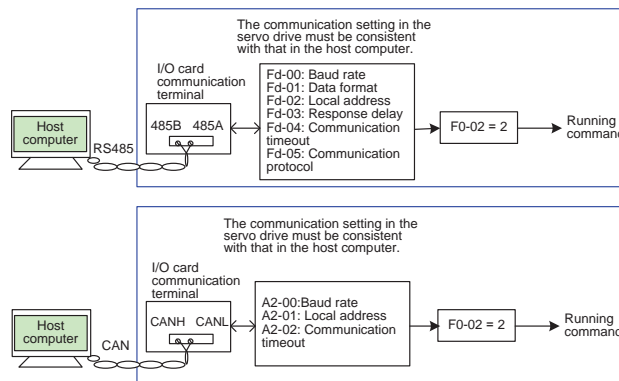 The communication setting in the
servo drive must be consistent
with that in the host computer.
I/O card
communication
terminal
485B 485A
Host
computer
RS485
Fd-00: Baud rate
Fd-01: Data format
Fd-02: Local address
Fd-03: Response delay
Fd-04: Communication
timeout
Fd-05: Communication
protocol
F0-02 = 2
Running
command
The communication setting in the
servo drive must be consistent
with that in the host computer.
I/O card
communication
terminal
CANH CANL
Host
computer
CAN
A2-00:Baud rate
A2-01: Local address
A2-02: Communication
timeout
F0-02 = 2
Running
command